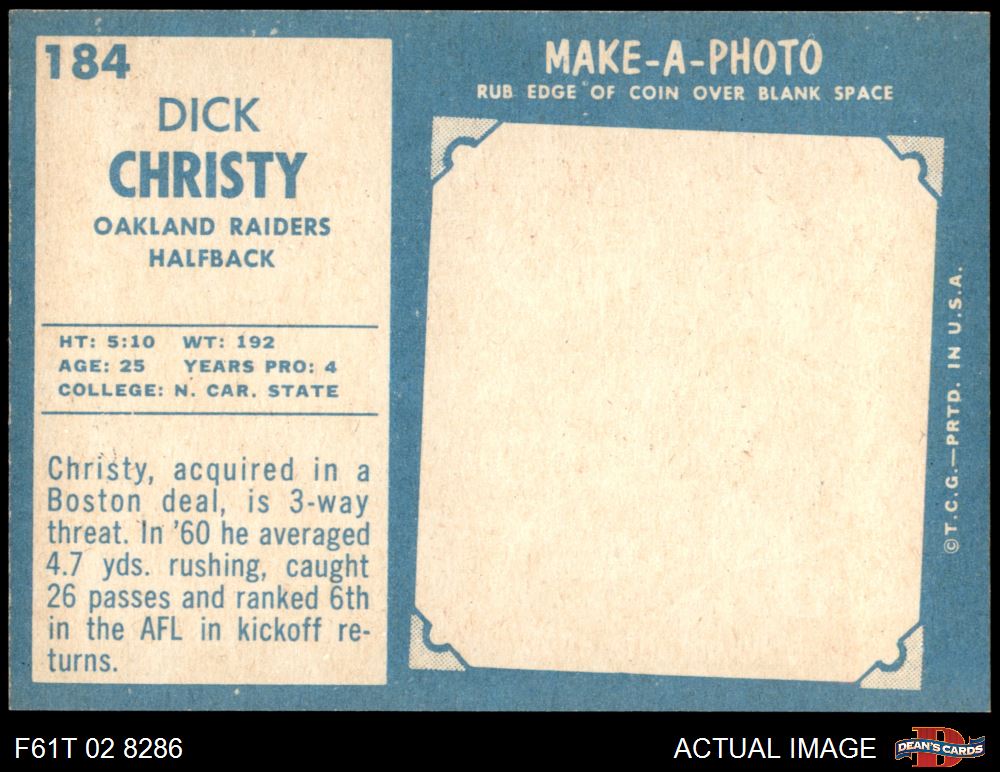 184
DICK
CHRISTY
OAKLAND RAIDERS
HALFBACK
HT: 5:10 WT: 192
AGE: 25 YEARS PRO: 4
COLLEGE: N. CAR. STATE
Christy, acquired in a
Boston deal, is 3-way
threat. In '60 he averaged
4.7 yds. rushing, caught
26 passes and ranked 6th
in the AFL in kickoff re-
turns.
MAKE-A-PHOTO
RUB EDGE OF COIN OVER BLANK SPACE
©T.C.G.—PRTD. IN U.S.A.
F61T 02 8286
ACTUAL IMAGE
D
DEAN'S CARDS